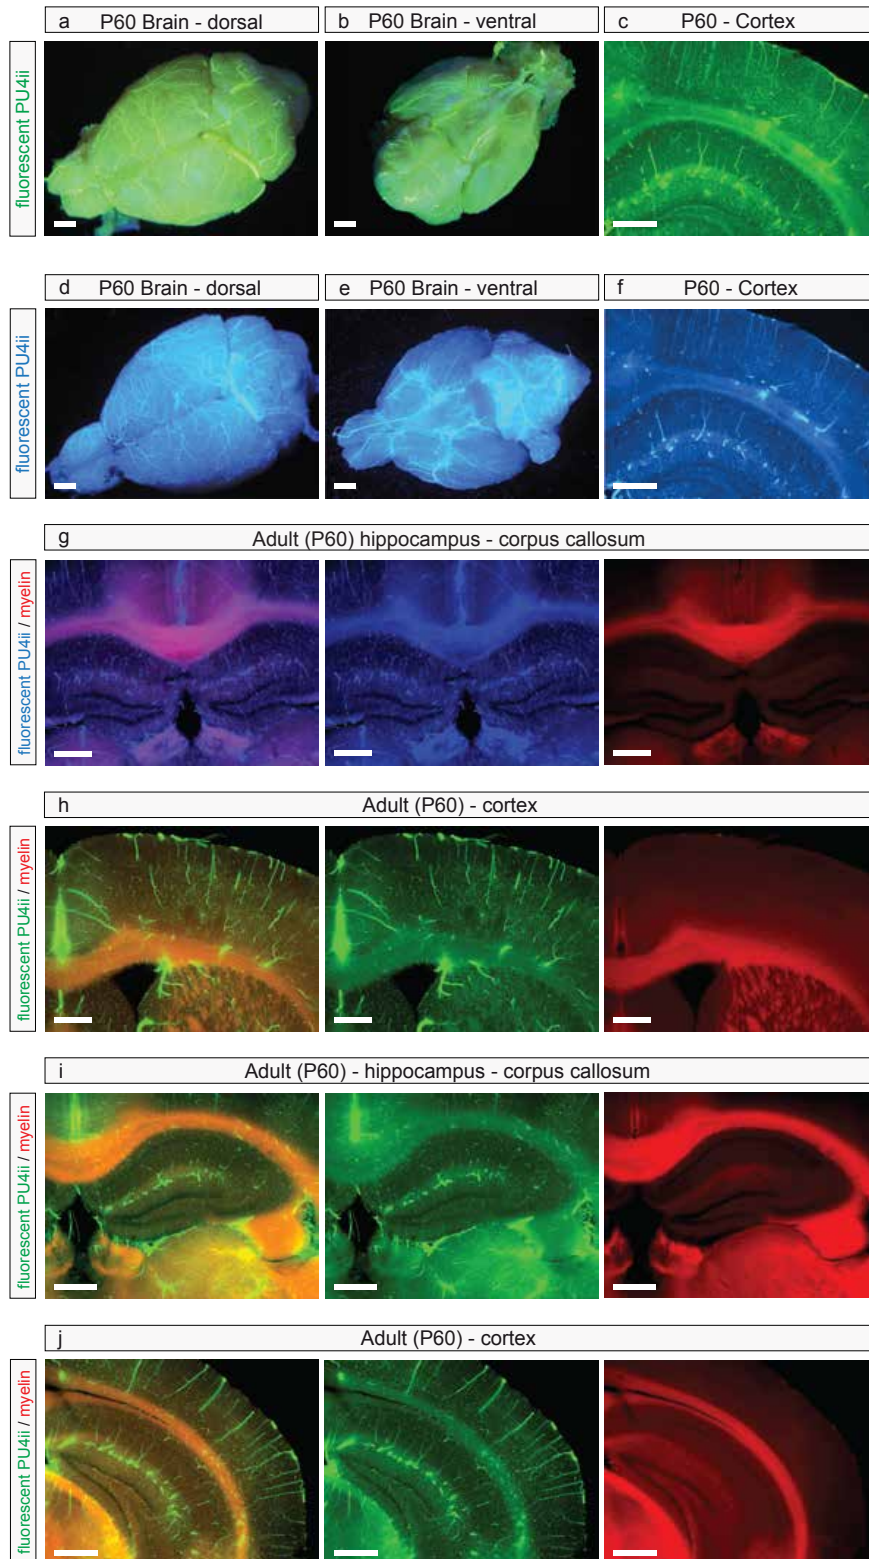 a P60 Brain - dorsal
b P60 Brain - ventral
c P60 - Cortex
fluorescent PU4ii
d P60 Brain - dorsal
e P60 Brain - ventral
f P60 - Cortex
fluorescent PU4ii
g Adult (P60) hippocampus - corpus callosum
fluorescent PU4ii / myelin
h Adult (P60) - cortex
fluorescent PU4ii / myelin
i Adult (P60) - hippocampus - corpus callosum
fluorescent PU4ii / myelin
j Adult (P60) - cortex
fluorescent PU4ii / myelin